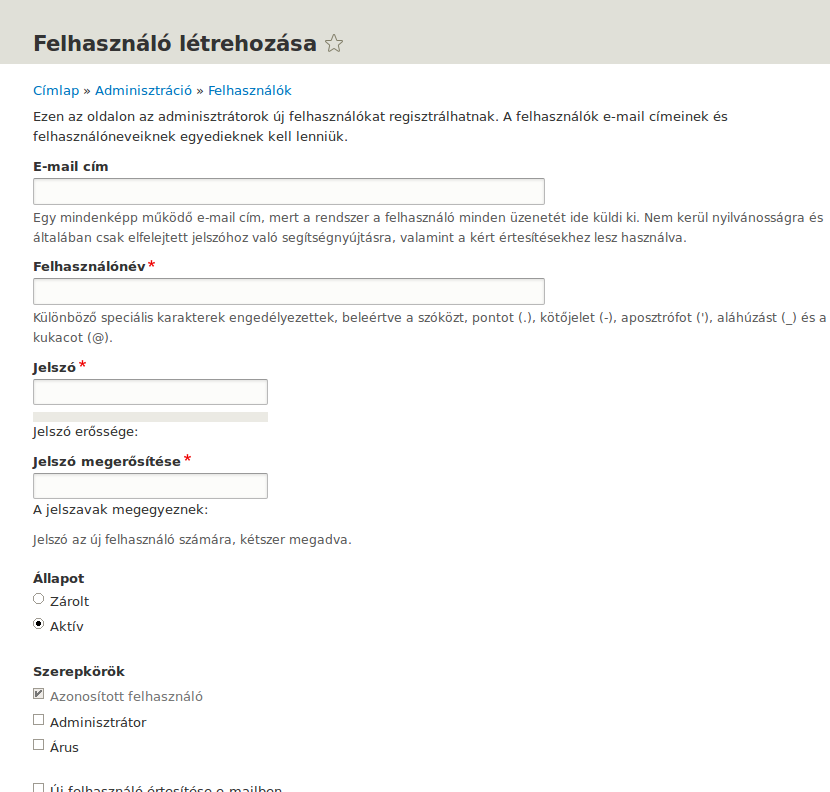 Felhasználó létrehozása
Címlap » Adminisztráció » Felhasználók
Ezen az oldalon az adminisztrátorok új felhasználókat regisztrálhatnak. A felhasználók e-mail címeinek és
felhasználóneveiknek egyedieknek kell lenniük.
E-mail cím
Egy mindenképp működő e-mail cím, mert a rendszer a felhasználó minden üzenetét ide küldi ki. Nem kerül nyilvánosságra és
általában csak elfelejtett jelszóhoz való segítségnyújtásra, valamint a kért értesítésekhez lesz használva.
Felhasználónév*
Különböző speciális karakterek engedélyezettek, beleértve a szóközt, pontot (.), kötőjelet (-), aposztrófot ('), aláhúzást (_) és a
kukacot (@).
Jelszó*
Jelszó erőssége:
Jelszó megerősítése*
A jelszavak megegyeznek:
Jelszó az új felhasználó számára, kétszer megadva.
Állapot
Zárolt
Aktív
Szerepkörök
Azonosított felhasználó
Adminisztrátor
Árus
Új felhasználó értesítése e-mailben